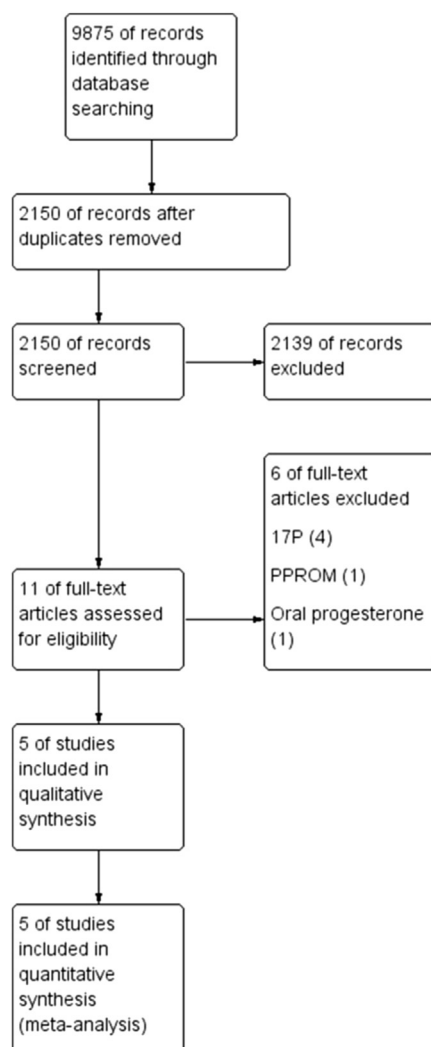 9875 of records
identified through
database
searching
2150 of records after
duplicates removed
2150 of records
screened
2139 of records
excluded
6 of full-text
articles excluded
17P (4)
PPROM (1)
Oral progesterone
(1)
11 of full-text
articles assessed
for eligibility
5 of studies
included in
qualitative
synthesis
5 of studies
included in
quantitative
synthesis
(meta-analysis)